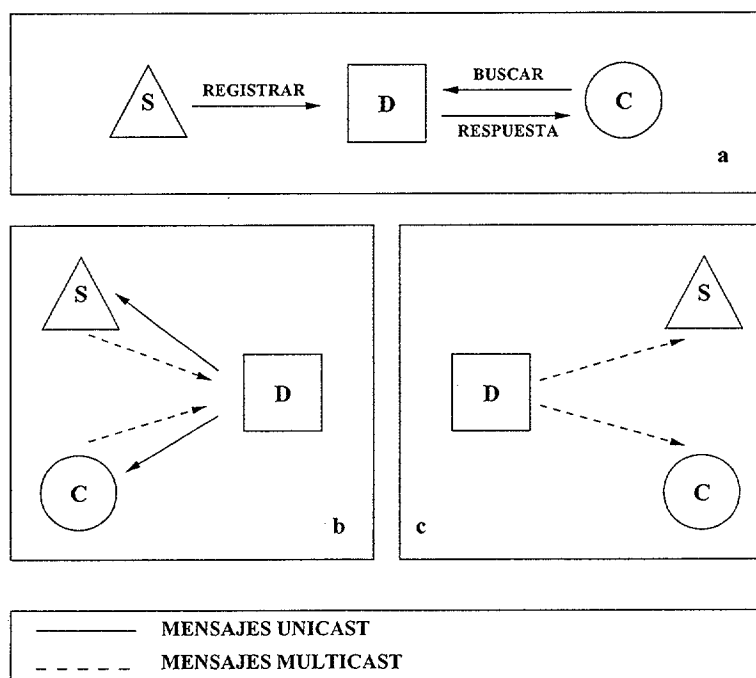 S
REGISTRAR
D
BUSCAR
RESPUESTA
C
a
S
D
C
b
D
S
C
c
MENSAJES UNICAST
MENSAJES MULTICAST